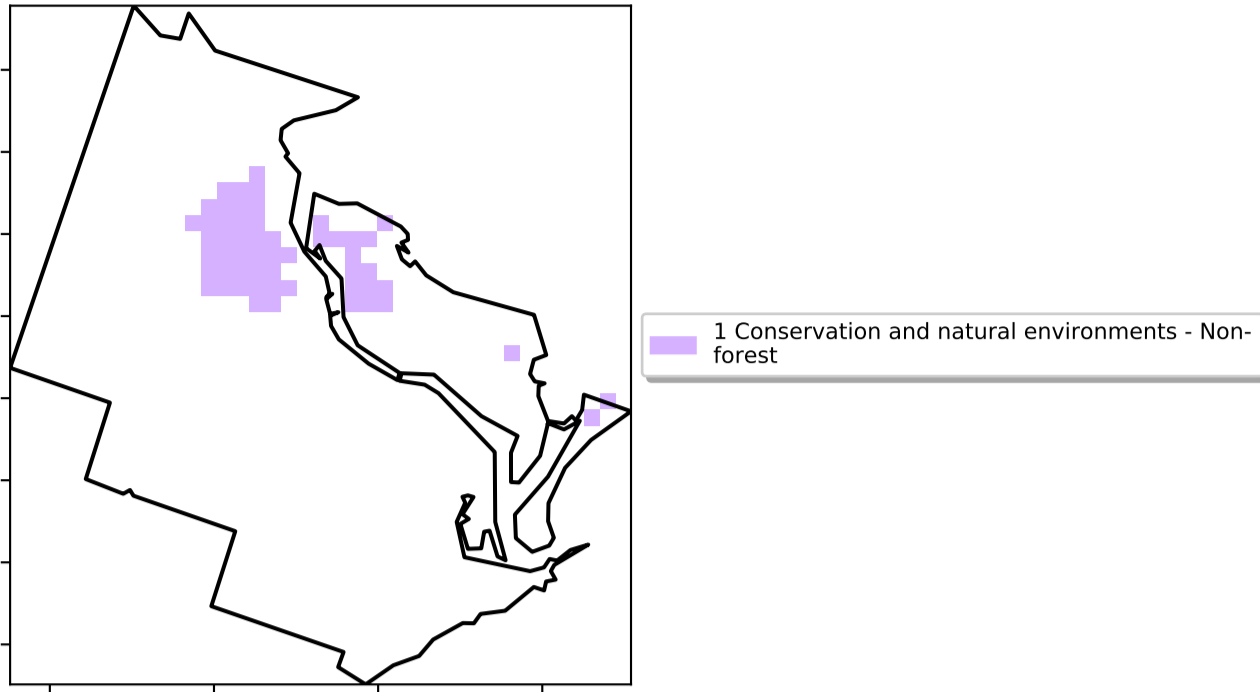 1 Conservation and natural environments - Non-
forest